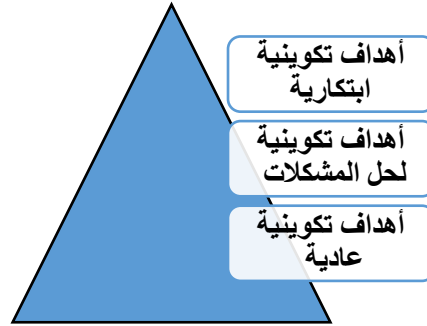 أهداف تكوينية
ابتكارية
أهداف تكوينية
لحل المشكلات
أهداف تكوينية
عادية